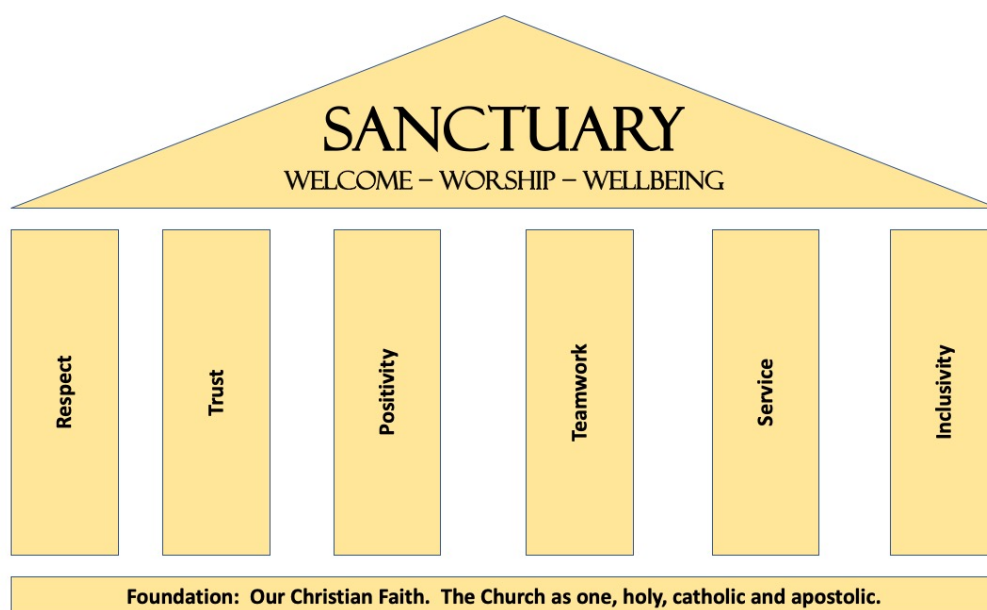 SANCTUARY
WELCOME – WORSHIP – WELLBEING
Respect
Trust
Positivity
Teamwork
Service
Inclusivity
Foundation:  Our Christian Faith.  The Church as one, holy, catholic and apostolic.